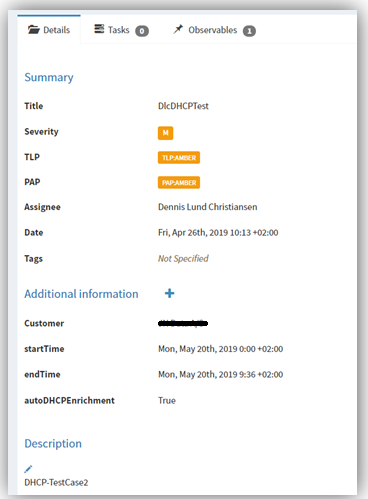 Details Tasks 0 Observables 1
Summary
Title DlcDHCPTest
Severity M
TLP TLP:AMBER
PAP PAP:AMBER
Assignee Dennis Lund Christiansen
Date Fri, Apr 26th, 2019 10:13 +02:00
Tags Not Specified
Additional information +
Customer
startTime Mon, May 20th, 2019 0:00 +02:00
endTime Mon, May 20th, 2019 9:36 +02:00
autoDHCPEnrichment True
Description
DHCP-TestCase2